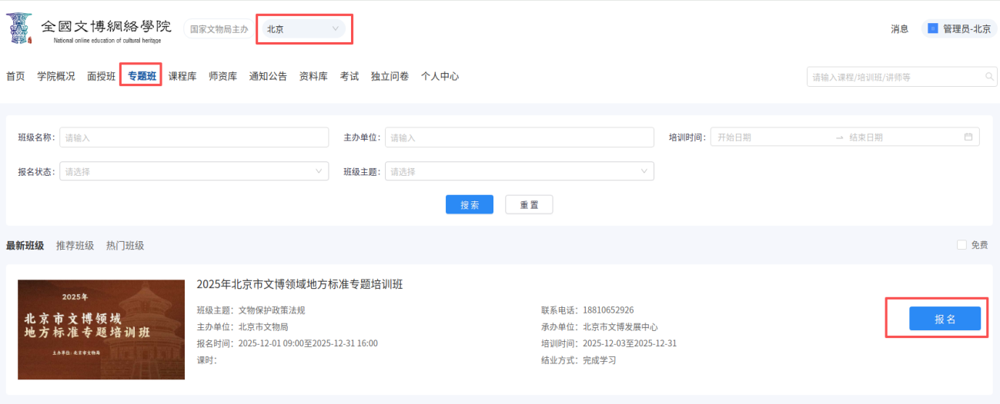 全國文博網絡學院
National online education of cultural heritage
国家文物局主办
北京
消息
管理员-北京
首页 学院概况 面授班 专题班 课程库 师资库 通知公告 资料库 考试 独立问卷 个人中心
请输入课程/培训班/讲师等
班级名称: 请输入
主办单位: 请输入
培训时间: 开始日期 → 结束日期
报名状态: 请选择
班级主题: 请选择
搜索 重置
最新班级 推荐班级 热门班级
免费
2025年
北京市文博领域
地方标准专题培训班
主办单位: 北京市文物局
2025年北京市文博领域地方标准专题培训班
班级主题: 文物保护政策法规
联系电话: 18810652926
主办单位: 北京市文物局
承办单位: 北京市文博发展中心
报名时间: 2025-12-01 09:00至2025-12-31 16:00
培训时间: 2025-12-03至2025-12-31
课时:
结业方式: 完成学习
报名